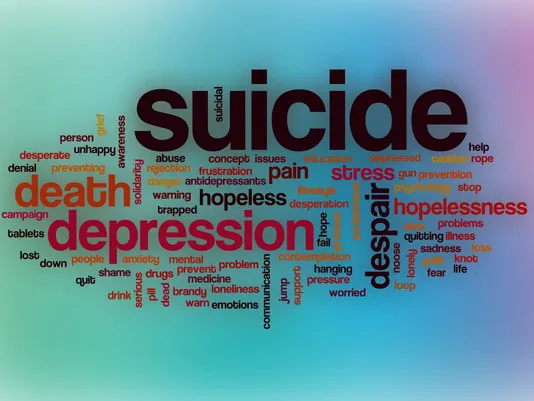 suicide
suicidal
grief
awareness
person
unhappy
desperate
denial
preventing
solidarity
abuse
concept
issues
education
depressed
caution
help
rope
rejection
frustration
pain
stress
gun
prevention
danger
antidepressants
psychology
stop
death
warning
hopeless
lifestyle
desperation
despair
hopelessness
trapped
campaign
depression
hope
fail
problems
tablets
quitting
illness
noose
lonely
sadness
loss
lost
down
people
anxiety
mental
contemplation
guilt
knot
shame
drugs
prevent
problem
hanging
fear
life
quit
serious
pill
medicine
communication
jump
support
pressure
loop
drink
dead
brandy
loneliness
worried
warn
emotions